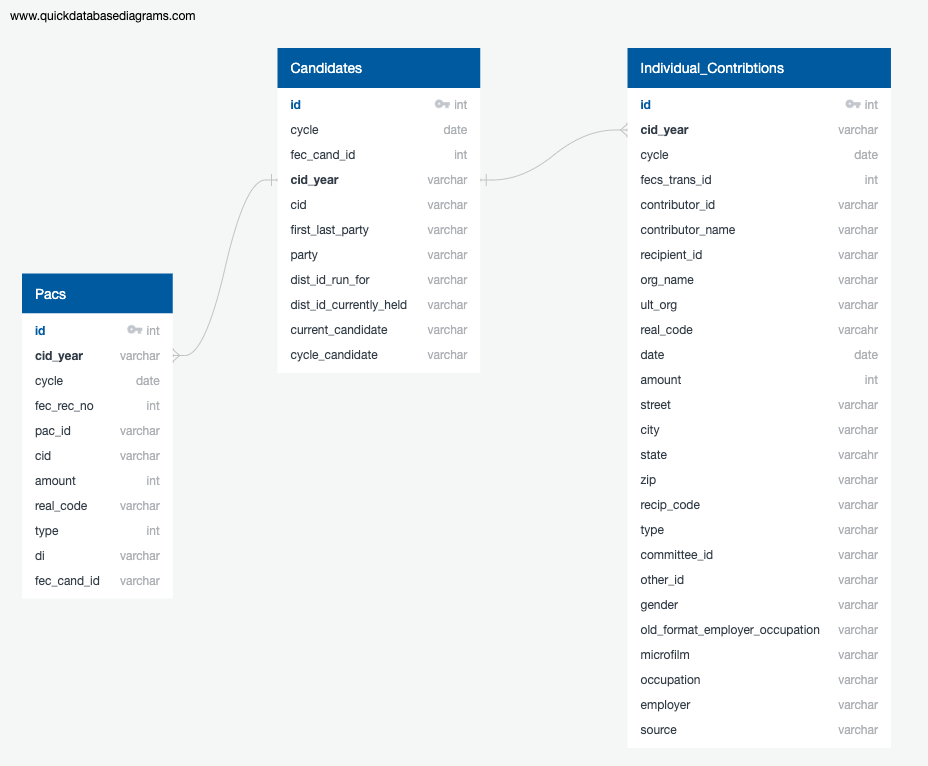 www.quickdatabasediagrams.com
Candidates
id int
cycle date
fec_cand_id int
cid_year varchar
cid varchar
first_last_party varchar
party varchar
dist_id_run_for varchar
dist_id_currently_held varchar
current_candidate varchar
cycle_candidate varchar
Individual_Contribtions
id int
cid_year varchar
cycle date
fecs_trans_id int
contributor_id varchar
contributor_name varchar
recipient_id varchar
org_name varchar
ult_org varchar
real_code varcahr
date date
amount int
street varchar
city varchar
state varcahr
zip varchar
recip_code varchar
type varchar
committee_id varchar
other_id varchar
gender varchar
old_format_employer_occupation varchar
microfilm varchar
occupation varchar
employer varchar
source varchar
Pacs
id int
cid_year varchar
cycle date
fec_rec_no int
pac_id varchar
cid varchar
amount int
real_code varchar
type int
di varchar
fec_cand_id varchar